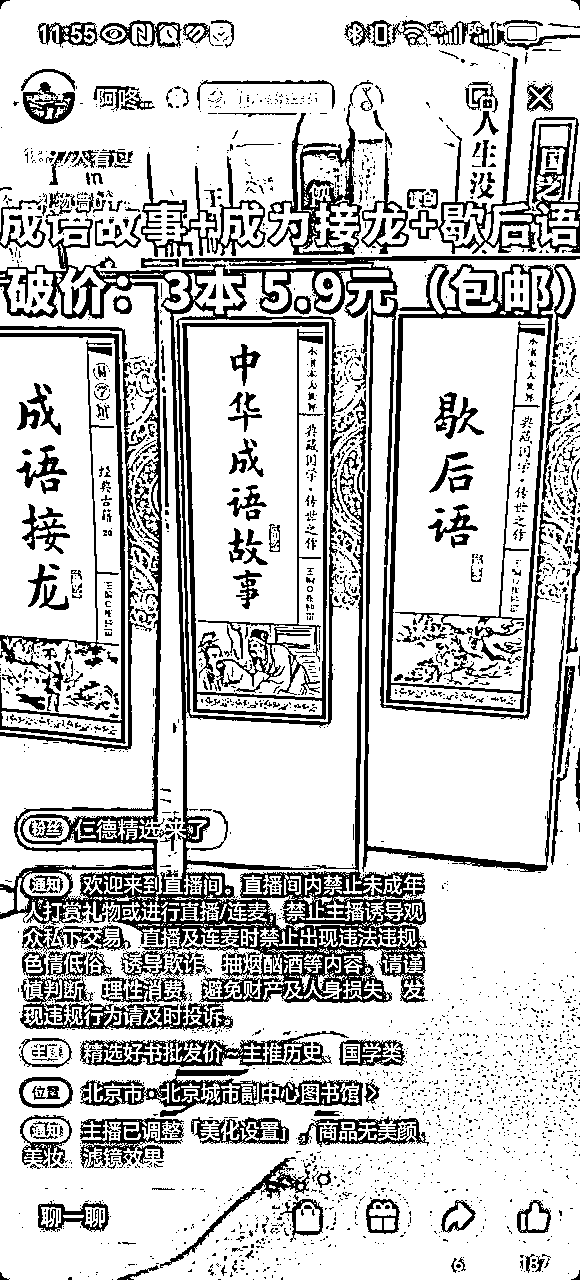 11:55
阿咚...
人看过
人生没
国之
成语故事+成为接龙+歇后语
破价：3本 5.9元（包邮）
成语接龙
经典古籍
中华成语故事
典藏国学·传世之作
歇后语
典藏国学·传世之作
粉丝 仁德精选 来了
通知 欢迎来到直播间，直播间内禁止未成年
人打赏礼物或进行直播/连麦，禁止主播诱导观
众私下交易，直播及连麦时禁止出现违法违规、
色情低俗、诱导欺诈、抽烟酗酒等内容，请谨
慎判断、理性消费，避免财产及人身损失，发
现违规行为请及时投诉。
主题 精选好书批发价～主推历史、国学类
位置 北京市·北京城市副中心图书馆 >
通知 主播已调整「美化设置」，商品无美颜、
美妆、滤镜效果
聊一聊
6
187